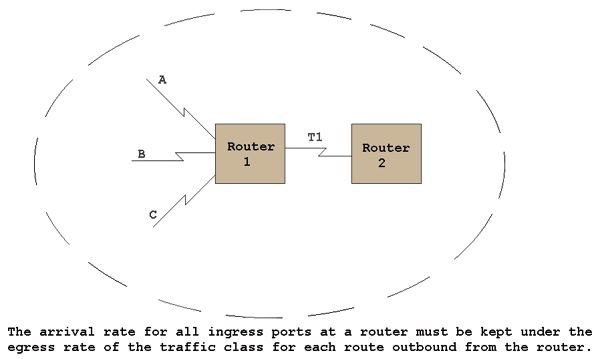 A
B
C
Router
1
T1
Router
2
The arrival rate for all ingress ports at a router must be kept under the
egress rate of the traffic class for each route outbound from the router.